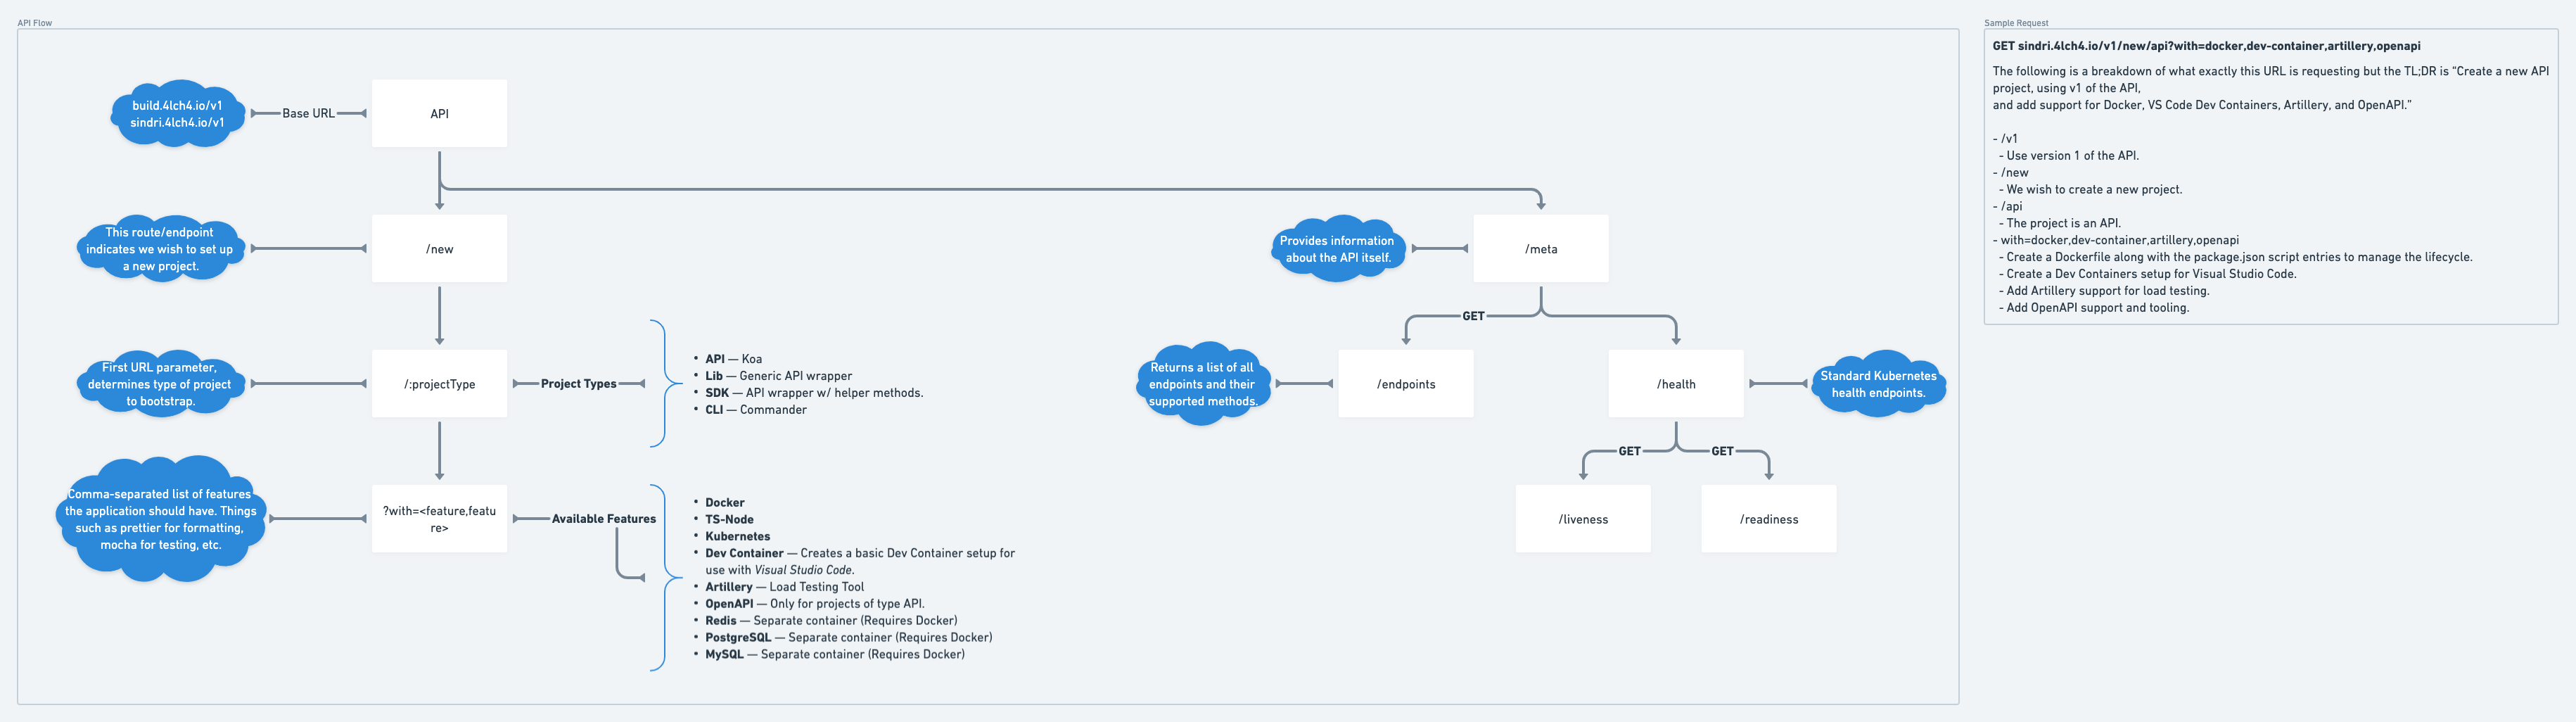 API Flow
build.4lch4.io/v1
sindri.4lch4.io/v1
Base URL
API
This route/endpoint
indicates we wish to set up
a new project.
/new
Provides information
about the API itself.
/meta
GET
First URL parameter,
determines type of project
to bootstrap.
/:projectType
Project Types
• API — Koa
• Lib — Generic API wrapper
• SDK — API wrapper w/ helper methods.
• CLI — Commander
Returns a list of all
endpoints and their
supported methods.
/endpoints
/health
Standard Kubernetes
health endpoints.
GET
GET
/liveness
/readiness
Comma-separated list of features
the application should have. Things
such as prettier for formatting,
mocha for testing, etc.
?with=<feature,featu
re>
Available Features
• Docker
• TS-Node
• Kubernetes
• Dev Container — Creates a basic Dev Container setup for
use with Visual Studio Code.
• Artillery — Load Testing Tool
• OpenAPI — Only for projects of type API.
• Redis — Separate container (Requires Docker)
• PostgreSQL — Separate container (Requires Docker)
• MySQL — Separate container (Requires Docker)
Sample Request
GET sindri.4lch4.io/v1/new/api?with=docker,dev-container,artillery,openapi
The following is a breakdown of what exactly this URL is requesting but the TL;DR is “Create a new API
project, using v1 of the API,
and add support for Docker, VS Code Dev Containers, Artillery, and OpenAPI.”
- /v1
- Use version 1 of the API.
- /new
- We wish to create a new project.
- /api
- The project is an API.
- with=docker,dev-container,artillery,openapi
- Create a Dockerfile along with the package.json script entries to manage the lifecycle.
- Create a Dev Containers setup for Visual Studio Code.
- Add Artillery support for load testing.
- Add OpenAPI support and tooling.